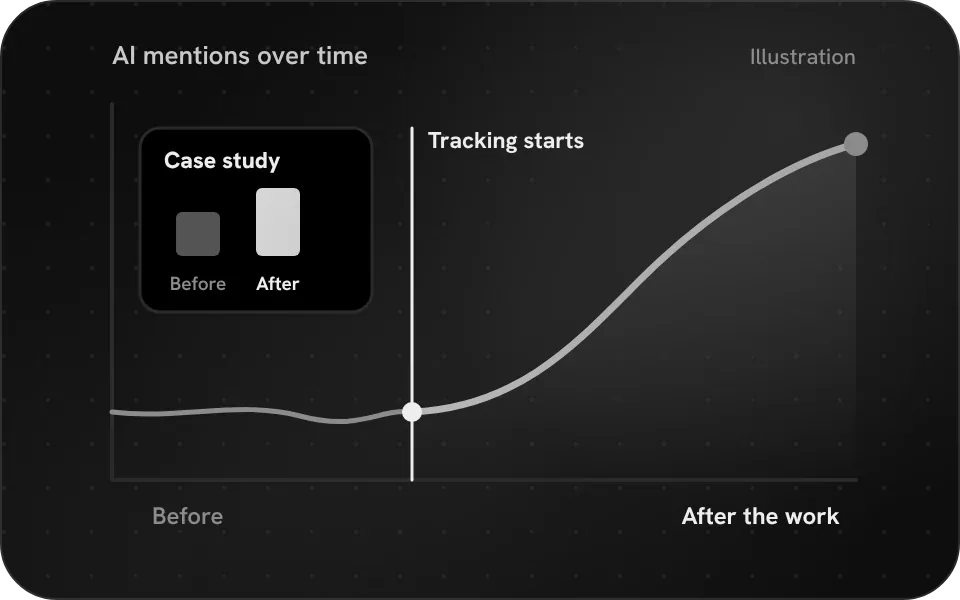 AI mentions over time
Illustration
Tracking starts
Case study
Before
After
Before
After the work